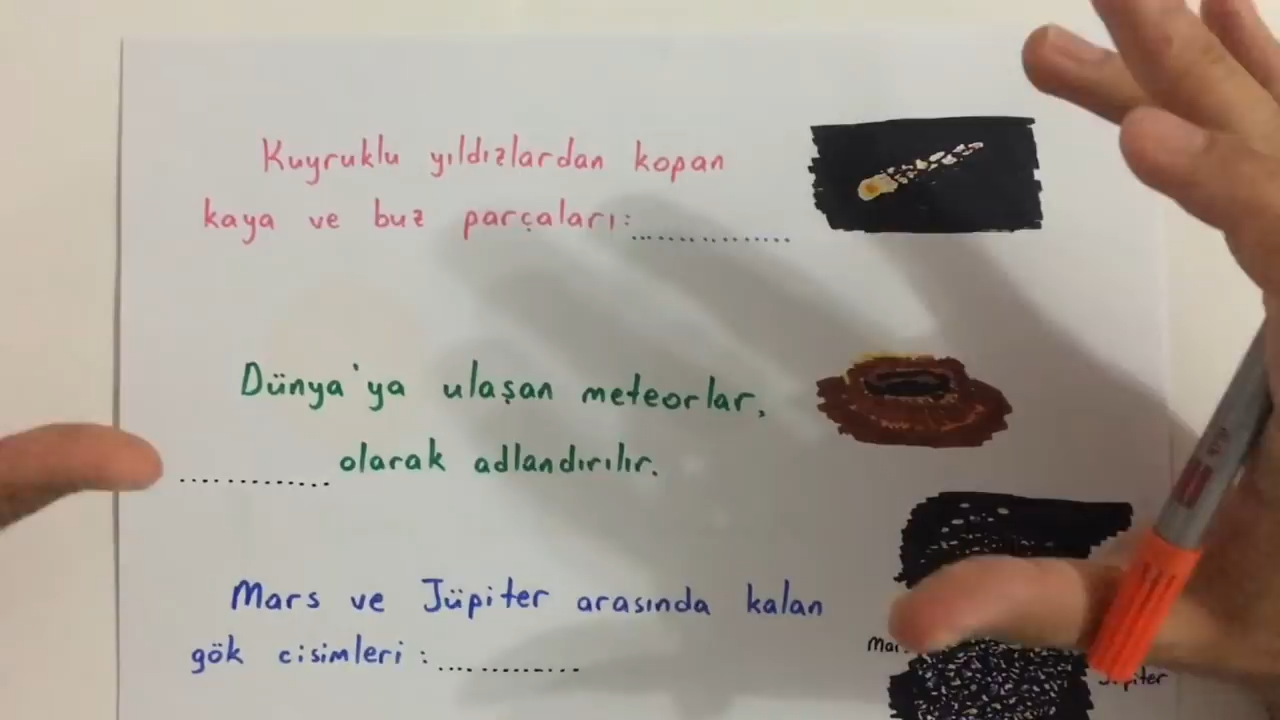 Kuyruklu yıldızlardan kopan
kaya ve buz parçaları:..............
Dünya'ya ulaşan meteorlar,
............. olarak adlandırılır.
Mars ve Jüpiter arasında kalan
gök cisimleri :............